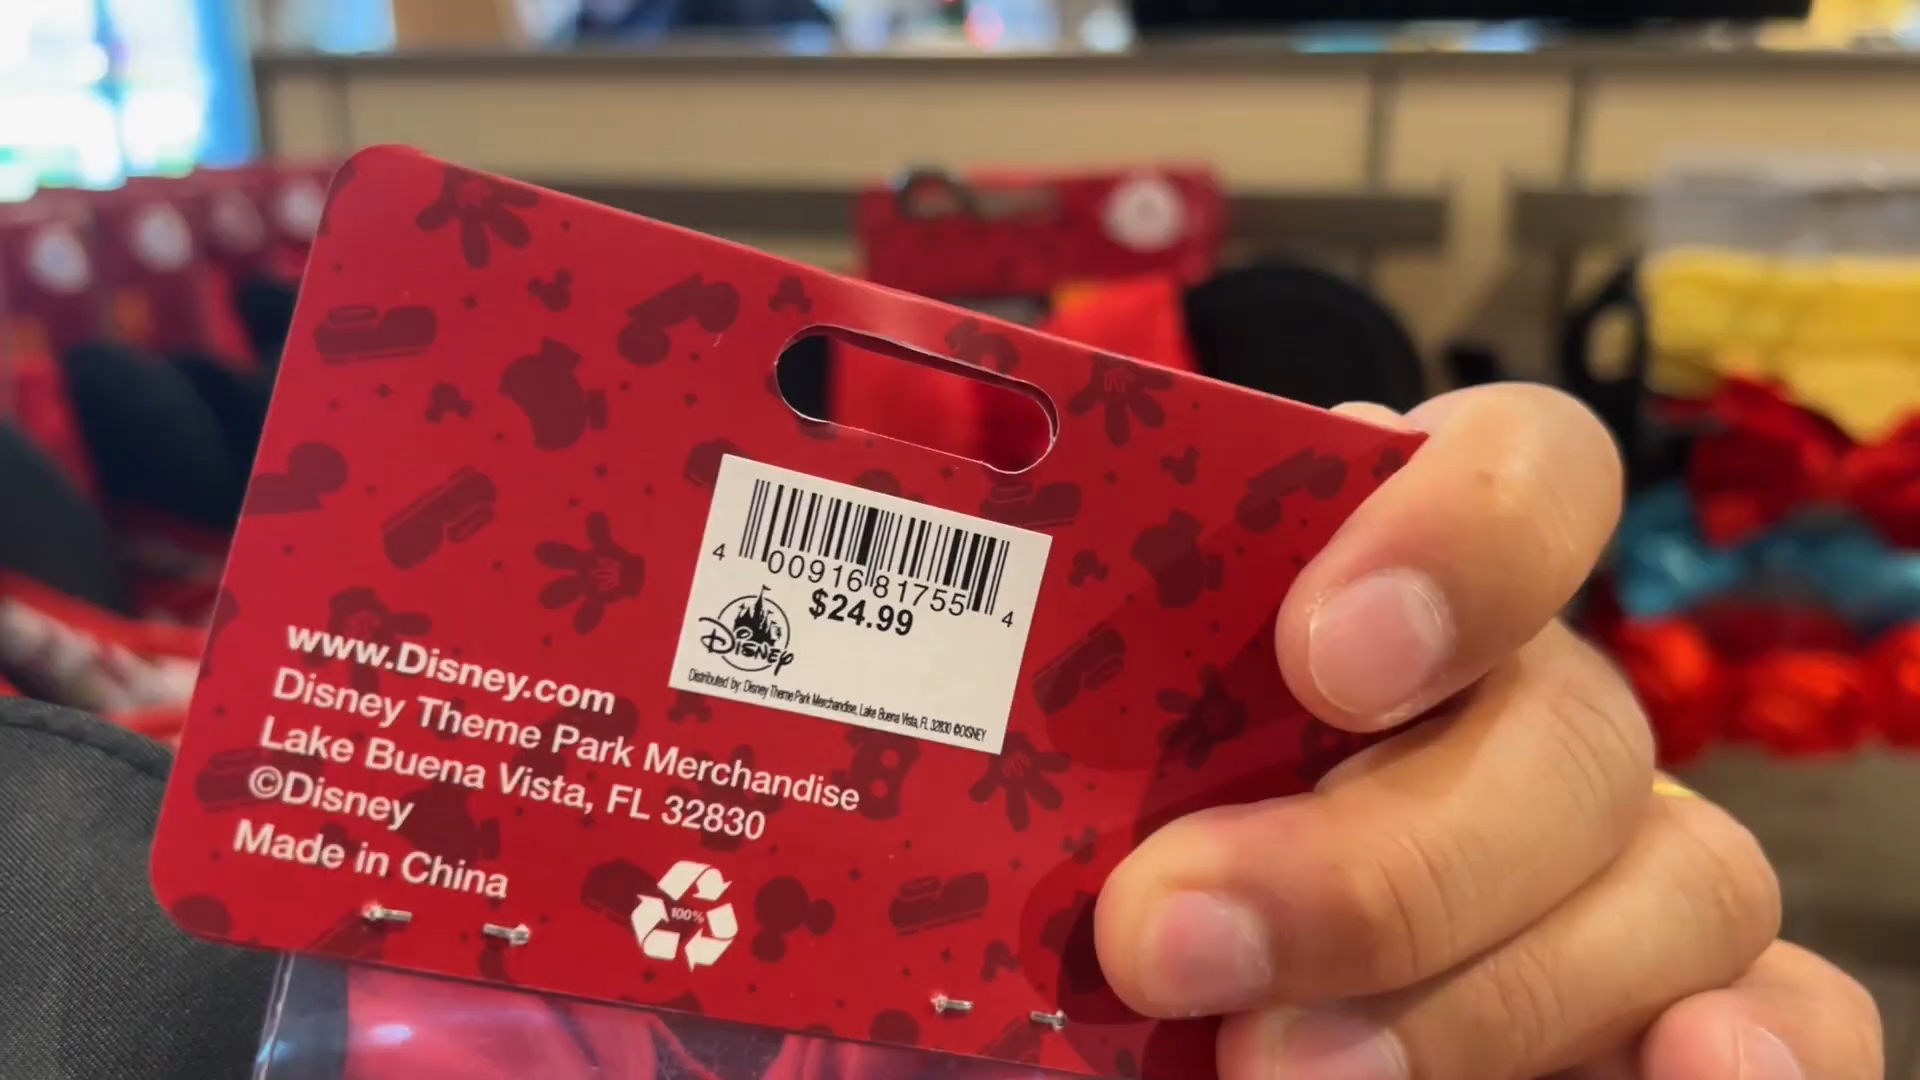 4 00916 81755 4
$24.99
Disney
Distributed by: Disney Theme Park Merchandise, Lake Buena Vista, FL 32830 ©DISNEY
www.Disney.com
Disney Theme Park Merchandise
Lake Buena Vista, FL 32830
©Disney
Made in China
100%